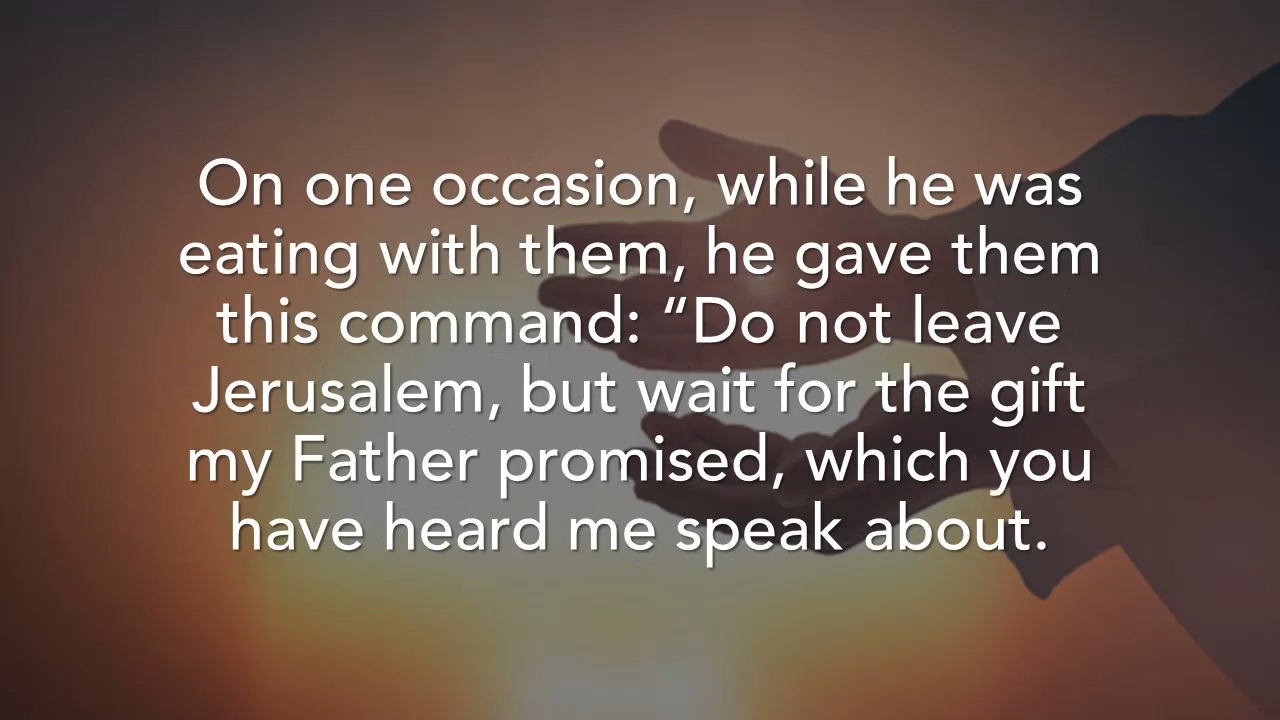 On one occasion, while he was
eating with them, he gave them
this command: “Do not leave
Jerusalem, but wait for the gift
my Father promised, which you
have heard me speak about.